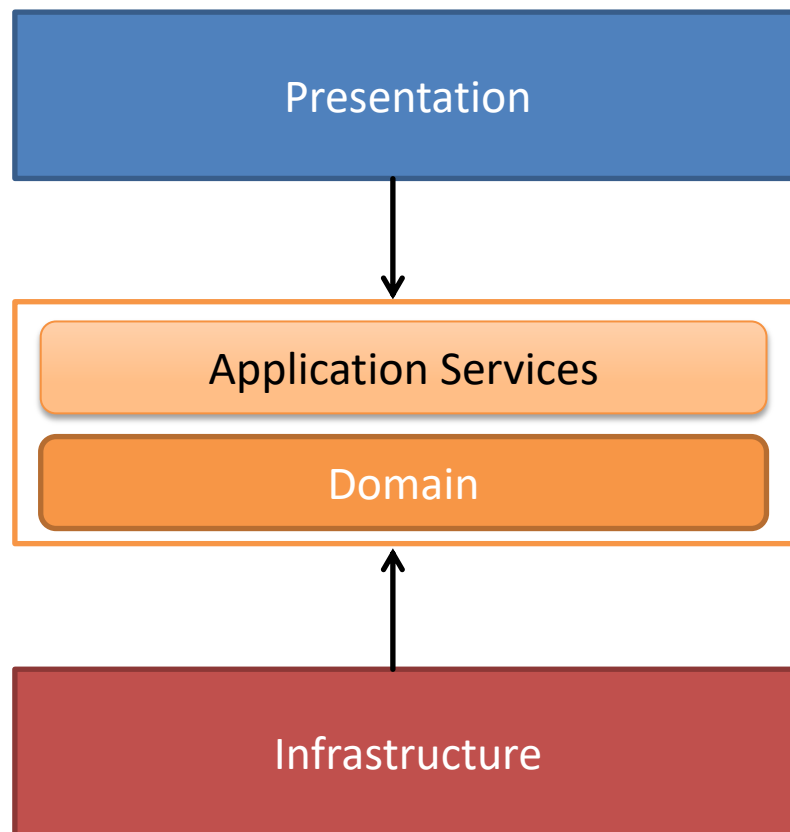 Presentation
Application Services
Domain
Infrastructure